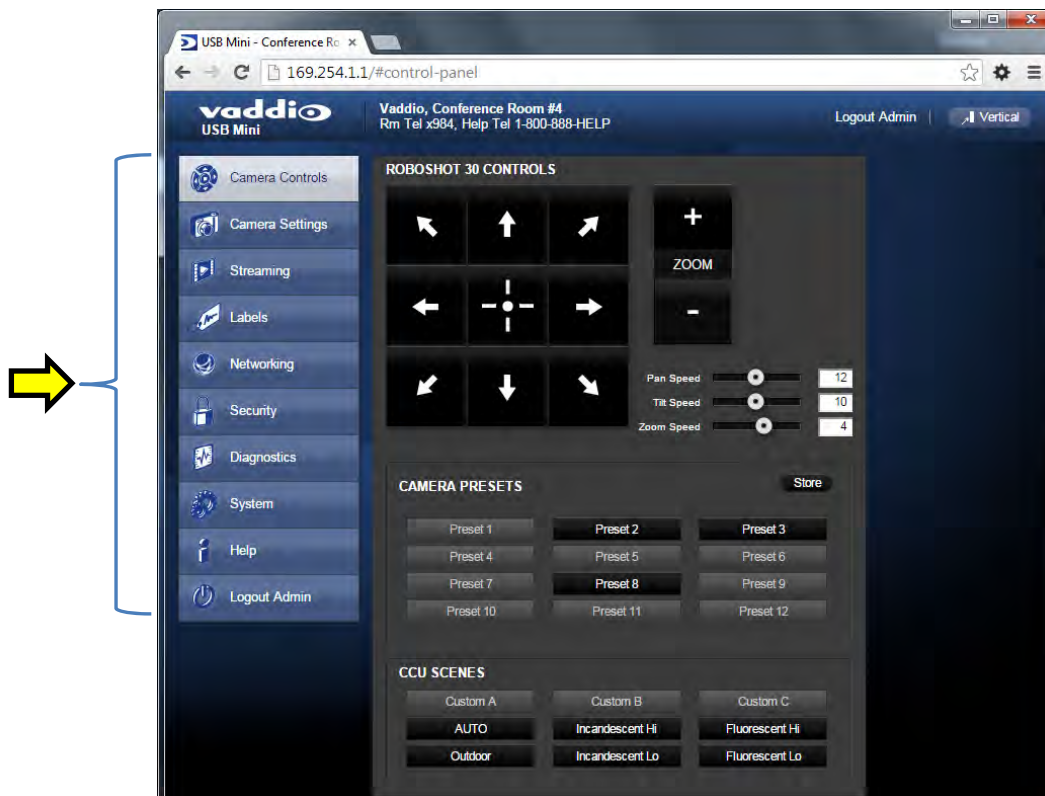 USB Mini - Conference Ro
169.254.1.1/#control-panel
vaddio
USB Mini
Vaddio, Conference Room #4
Rm Tel x984, Help Tel 1-800-888-HELP
Logout Admin
Vertical
Camera Controls
Camera Settings
Streaming
Labels
Networking
Security
Diagnostics
System
Help
Logout Admin
ROBOSHOT 30 CONTROLS
+
ZOOM
-
Pan Speed 12
Tilt Speed 10
Zoom Speed 4
CAMERA PRESETS
Store
Preset 1 Preset 2 Preset 3
Preset 4 Preset 5 Preset 6
Preset 7 Preset 8 Preset 9
Preset 10 Preset 11 Preset 12
CCU SCENES
Custom A Custom B Custom C
AUTO Incandescent Hi Fluorescent Hi
Outdoor Incandescent Lo Fluorescent Lo